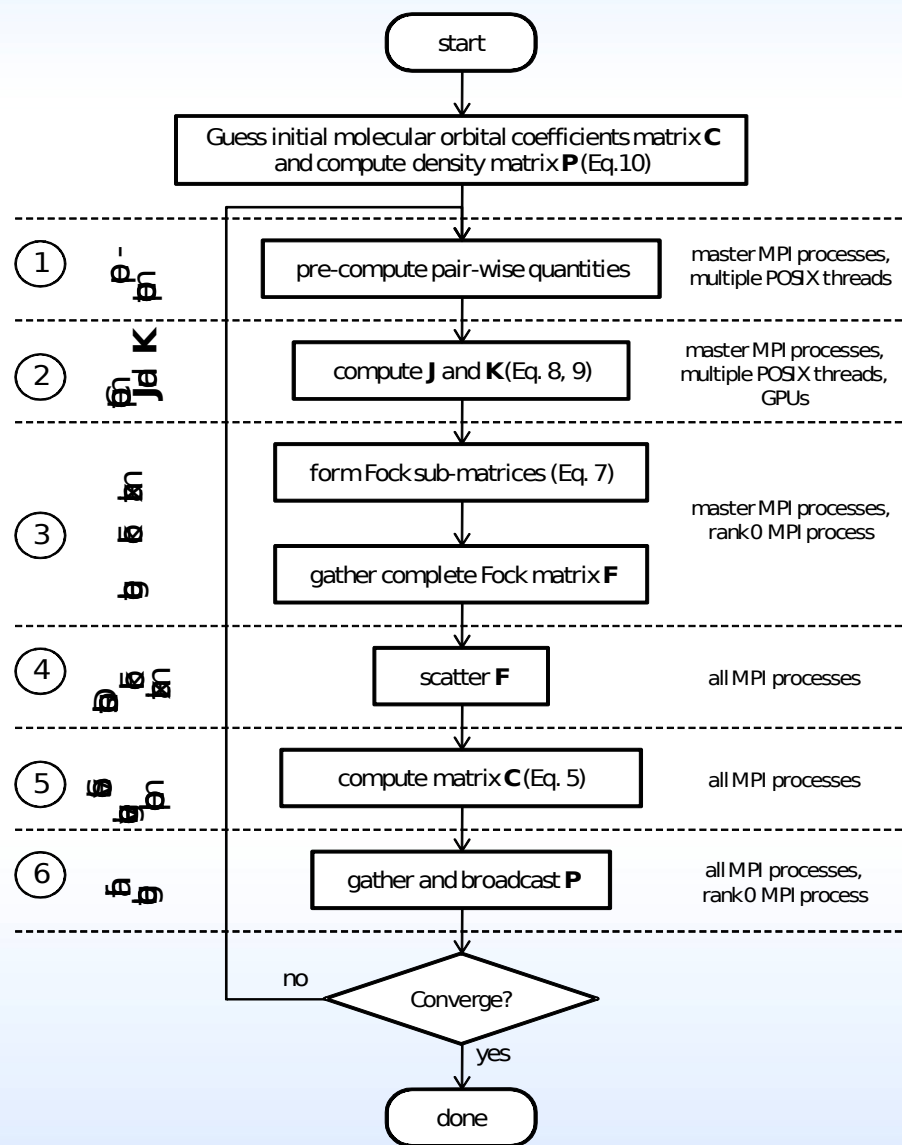 start
Guess initial molecular orbital coefficients matrix C
and compute density matrix P (Eq.10)
1
pre-compute pair-wise quantities
master MPI processes,
multiple POSIX threads
2
K
compute J and K (Eq. 8, 9)
master MPI processes,
multiple POSIX threads,
GPUs
3
form Fock sub-matrices (Eq. 7)
gather complete Fock matrix F
master MPI processes,
rank 0 MPI process
4
scatter F
all MPI processes
5
compute matrix C (Eq. 5)
all MPI processes
6
gather and broadcast P
all MPI processes,
rank 0 MPI process
no
Converge?
yes
done